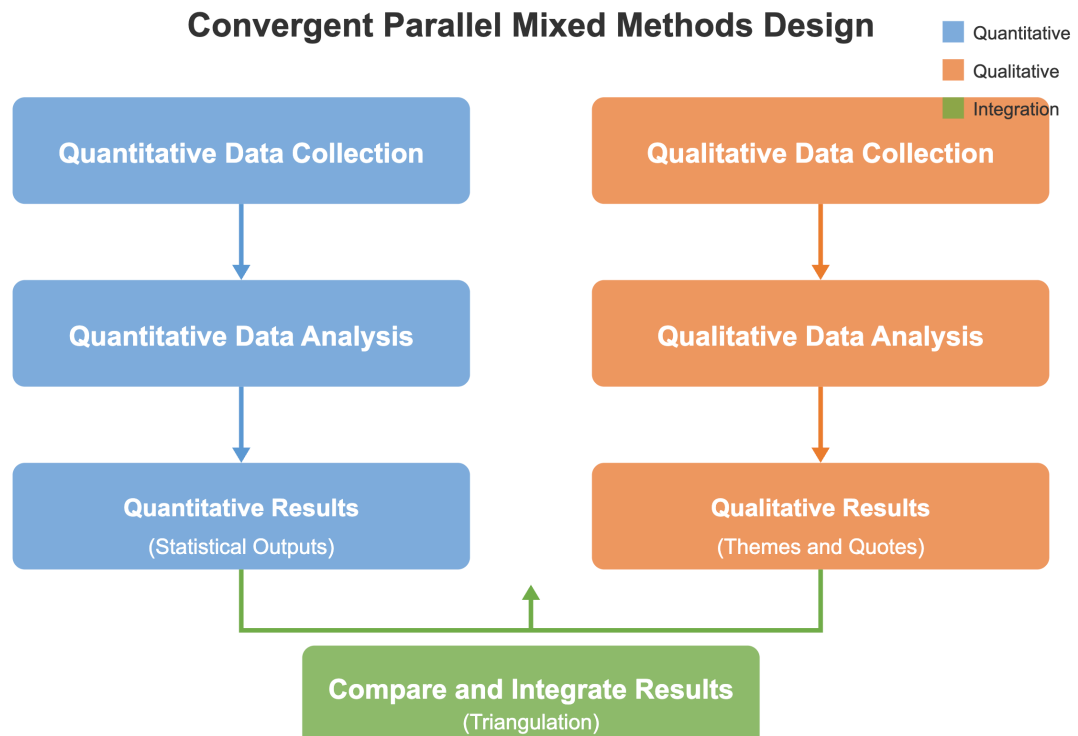 Convergent Parallel Mixed Methods Design
Quantitative
Qualitative
Integration
Quantitative Data Collection
Qualitative Data Collection
Quantitative Data Analysis
Qualitative Data Analysis
Quantitative Results
(Statistical Outputs)
Qualitative Results
(Themes and Quotes)
Compare and Integrate Results
(Triangulation)